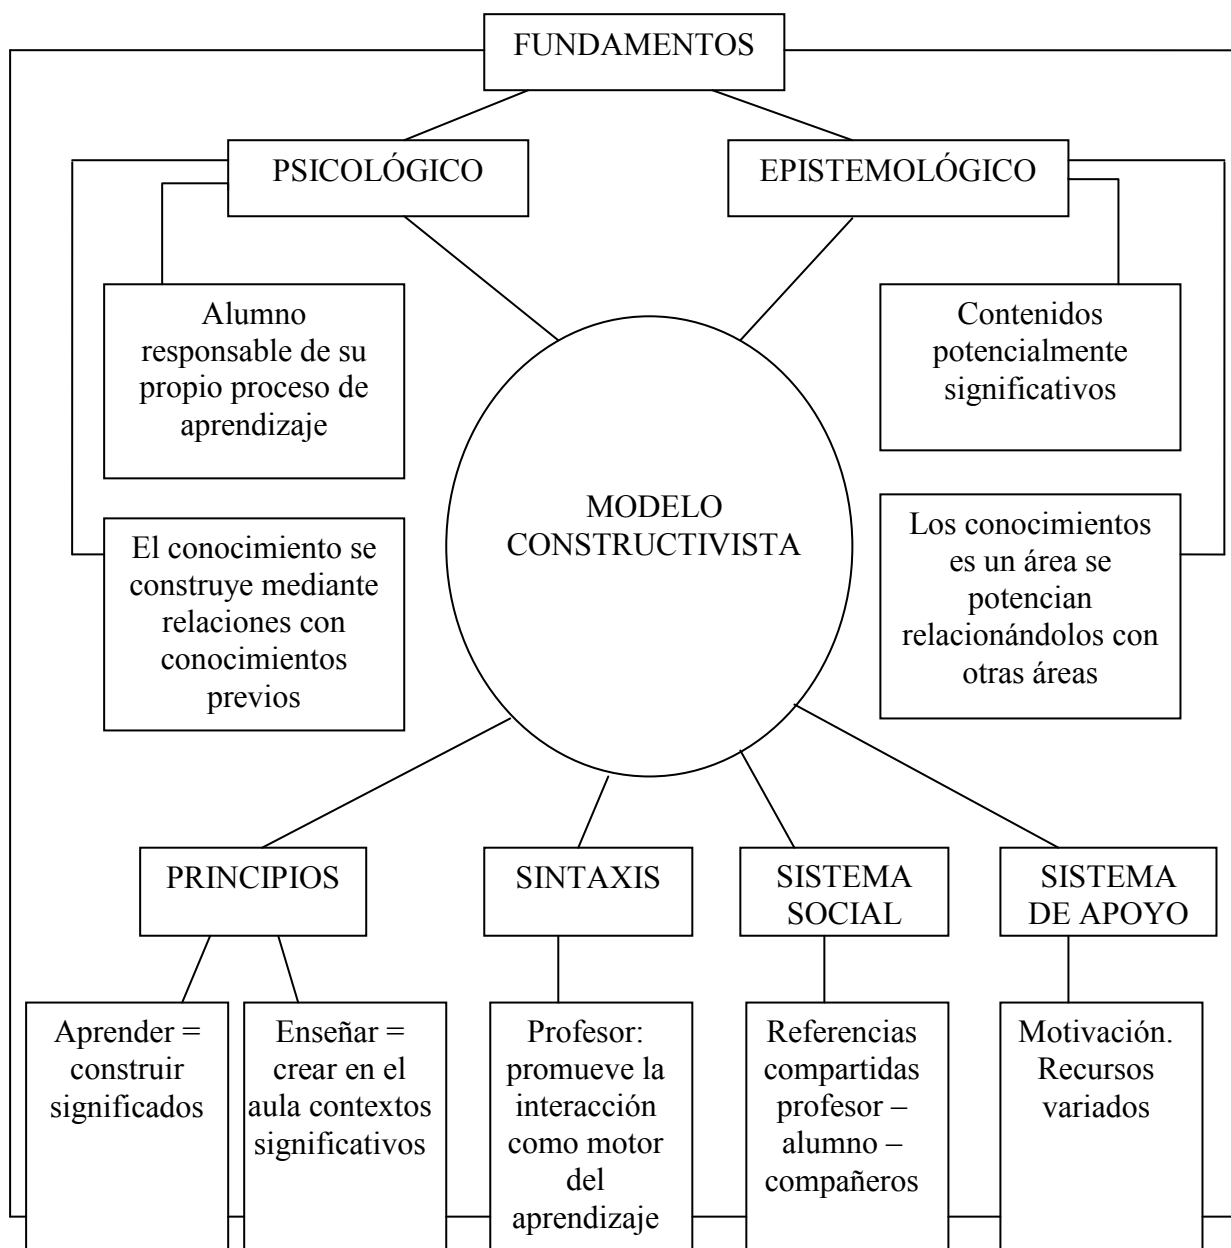 FUNDAMENTOS
PSICOLÓGICO
EPISTEMOLÓGICO
Alumno
responsable de su
propio proceso de
aprendizaje
Contenidos
potencialmente
significativos
MODELO
CONSTRUCTIVISTA
El conocimiento se
construye mediante
relaciones con
conocimientos
previos
Los conocimientos
es un área se
potencian
relacionándolos con
otras áreas
PRINCIPIOS
SINTAXIS
SISTEMA
SOCIAL
SISTEMA
DE APOYO
Aprender =
construir
significados
Enseñar =
crear en el
aula contextos
significativos
Profesor:
promueve la
interacción
como motor
del
aprendizaje
Referencias
compartidas
profesor –
alumno –
compañeros
Motivación.
Recursos
variados